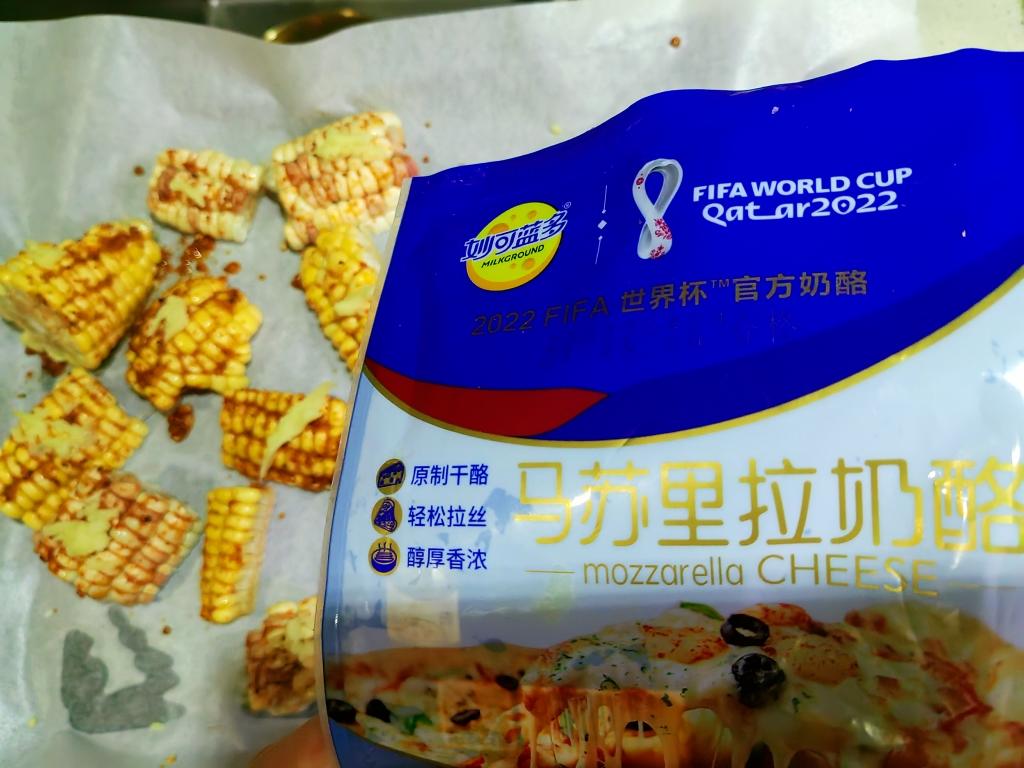 妙可蓝多®
MILKGROUND
FIFA WORLD CUP
Qatar2022
2022 FIFA 世界杯™官方奶酪
原制干酪
轻松拉丝
醇厚香浓
马苏里拉奶酪
mozzarella CHEESE